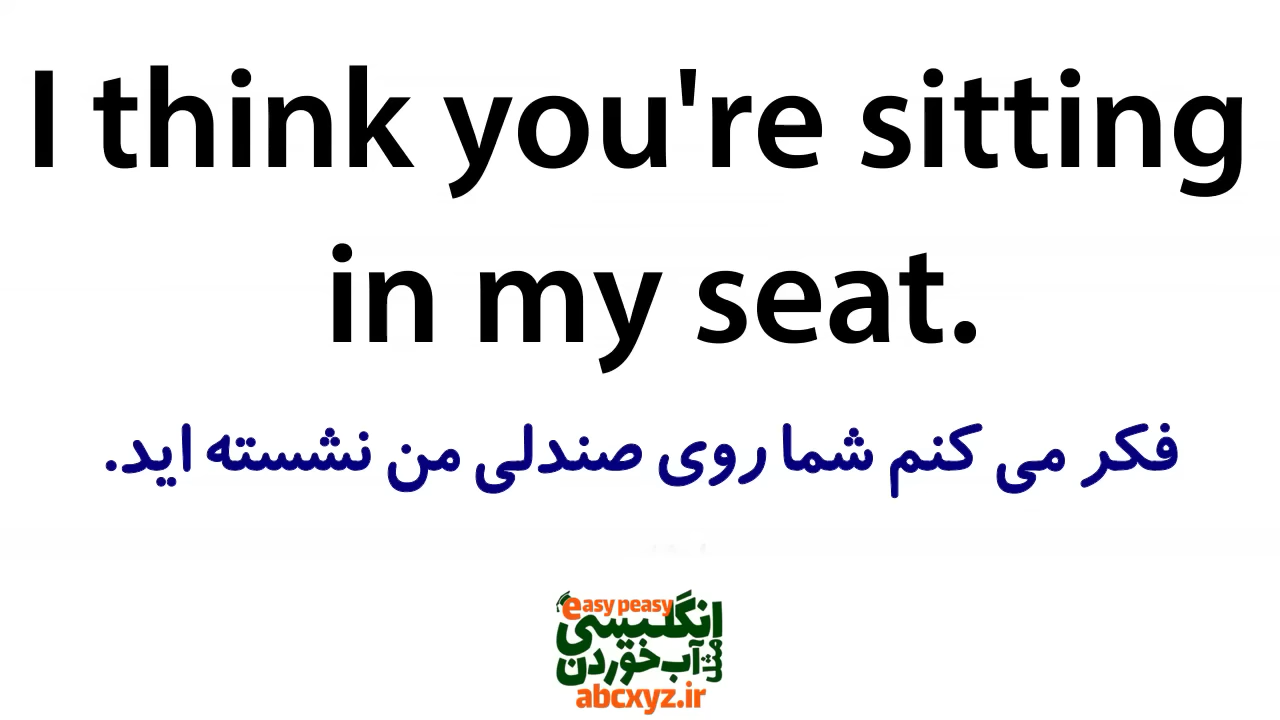 I think you're sitting
in my seat.
فکر می کنم شما روی صندلی من نشسته اید.
easy peasy
انگلیسی
مثل آب خوردن
abcxyz.ir